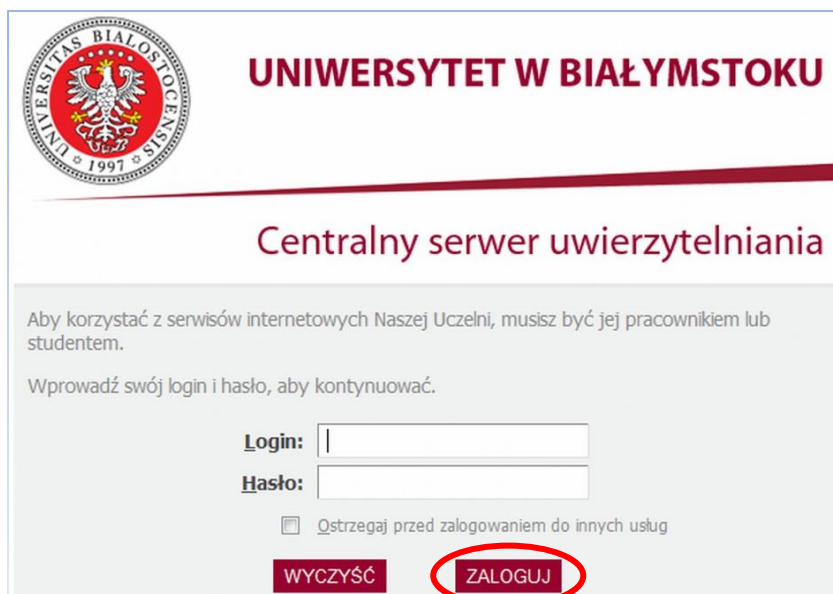 UNIVERSITAS BIALOSTOCENSIS
1997
UNIWERSYTET W BIAŁYMSTOKU
Centralny serwer uwierzytelniania
Aby korzystać z serwisów internetowych Naszej Uczelni, musisz być jej pracownikiem lub
studentem.
Wprowadź swój login i hasło, aby kontynuować.
Login:
Hasło:
Ostrzegaj przed zalogowaniem do innych usług
WYCZYŚĆ ZALOGUJ